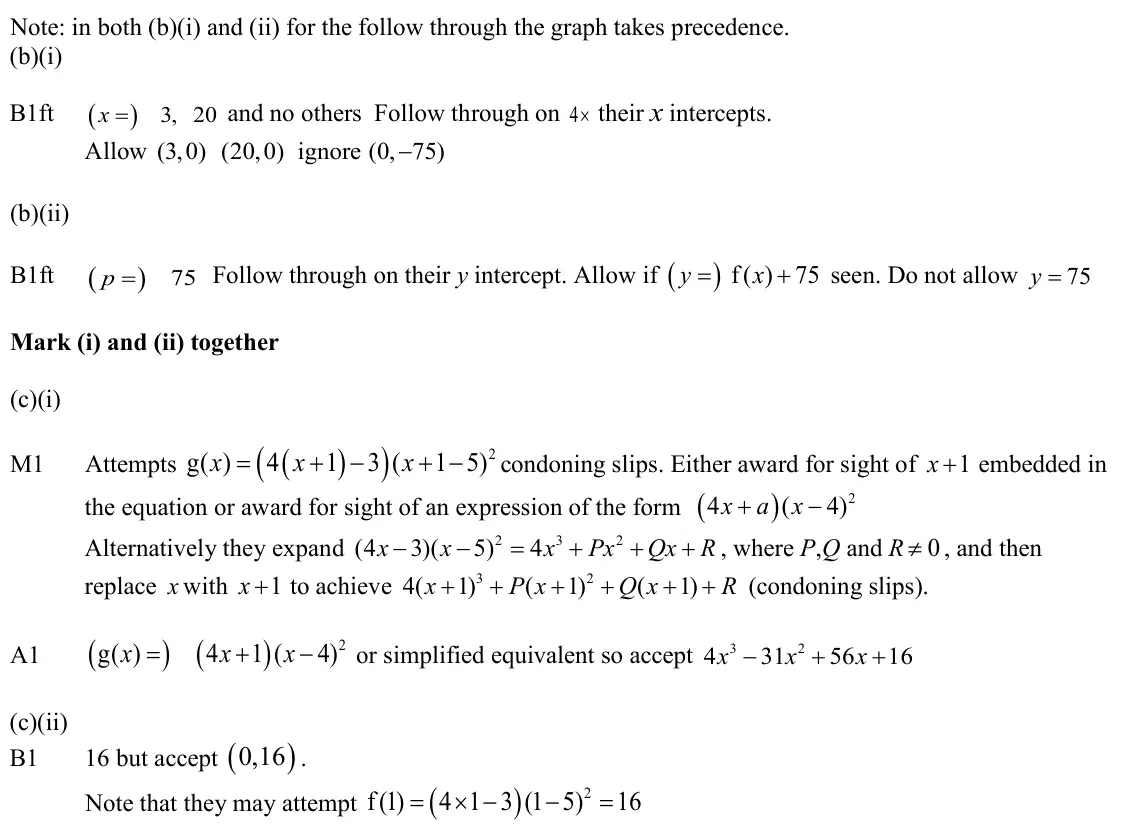 Note: in both (b)(i) and (ii) for the follow through the graph takes precedence.
(b)(i)
B1ft (x =) 3, 20 and no others Follow through on 4× their x intercepts.
Allow (3,0) (20,0) ignore (0,−75)
(b)(ii)
B1ft (p =) 75 Follow through on their y intercept. Allow if (y =) f(x)+75 seen. Do not allow y = 75
Mark (i) and (ii) together
(c)(i)
M1 Attempts g(x) = (4(x+1)−3)(x+1−5)² condoning slips. Either award for sight of x+1 embedded in
the equation or award for sight of an expression of the form (4x+a)(x−4)²
Alternatively they expand (4x−3)(x−5)² = 4x³ + Px² + Qx + R, where P,Q and R ≠ 0, and then
replace x with x+1 to achieve 4(x+1)³ + P(x+1)² + Q(x+1) + R (condoning slips).
A1 (g(x) =) (4x+1)(x−4)² or simplified equivalent so accept 4x³ −31x² +56x+16
(c)(ii)
B1 16 but accept (0,16).
Note that they may attempt f(1) = (4×1−3)(1−5)² = 16